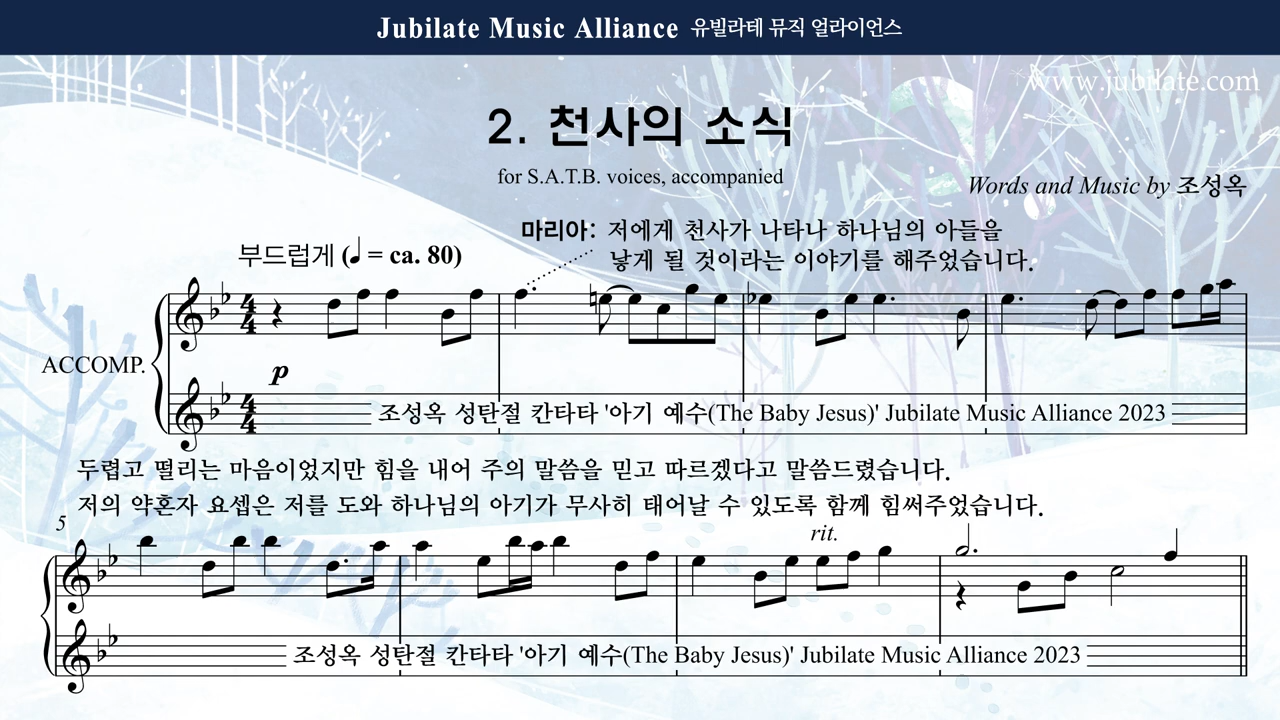 Jubilate Music Alliance 유빌라테 뮤직 얼라이언스
www.jubilate.com
2. 천사의 소식
for S.A.T.B. voices, accompanied
Words and Music by 조성옥
마리아: 저에게 천사가 나타나 하나님의 아들을
낳게 될 것이라는 이야기를 해주었습니다.
부드럽게 (♩ = ca. 80)
4
4
ACCOMP.
p
4
4
조성옥 성탄절 칸타타 '아기 예수(The Baby Jesus)' Jubilate Music Alliance 2023
두렵고 떨리는 마음이었지만 힘을 내어 주의 말씀을 믿고 따르겠다고 말씀드렸습니다.
저의 약혼자 요셉은 저를 도와 하나님의 아기가 무사히 태어날 수 있도록 함께 힘써주었습니다.
5
rit.
조성옥 성탄절 칸타타 '아기 예수(The Baby Jesus)' Jubilate Music Alliance 2023